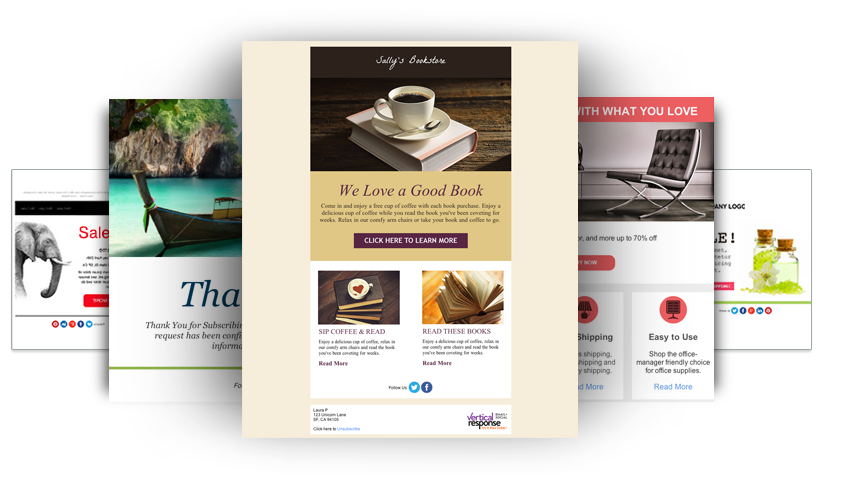 Sally's Bookstore
We Love a Good Book
Come in and enjoy a free cup of coffee with each book purchase. Enjoy a
delicious cup of coffee while you read the book you've been coveting for
weeks. Relax in our comfy arm chairs or take your book and coffee to go.
CLICK HERE TO LEARN MORE
SIP COFFEE & READ
Enjoy a delicious cup of coffee, relax in
our comfy arm chairs and read the book
you've been coveting for weeks.
Read More
READ THESE BOOKS
Enjoy a delicious cup of coffee, relax in
our comfy arm chairs and read the book
you've been coveting for weeks.
Read More
Follow Us
Laura P
123 Unicorn Lane
SF, CA 94105
Click here to Unsubscribe
vertical
response
Sale
Tha
Thank You for Subscribin
request has been conf
informa
Fo
WITH WHAT YOU LOVE
or, and more up to 70% off
Y NOW
Shipping
shipping,
shipping and
y shipping.
ad More
Easy to Use
Shop the office-
manager friendly choice
for office supplies.
Read More
ANY LOGO
LE!